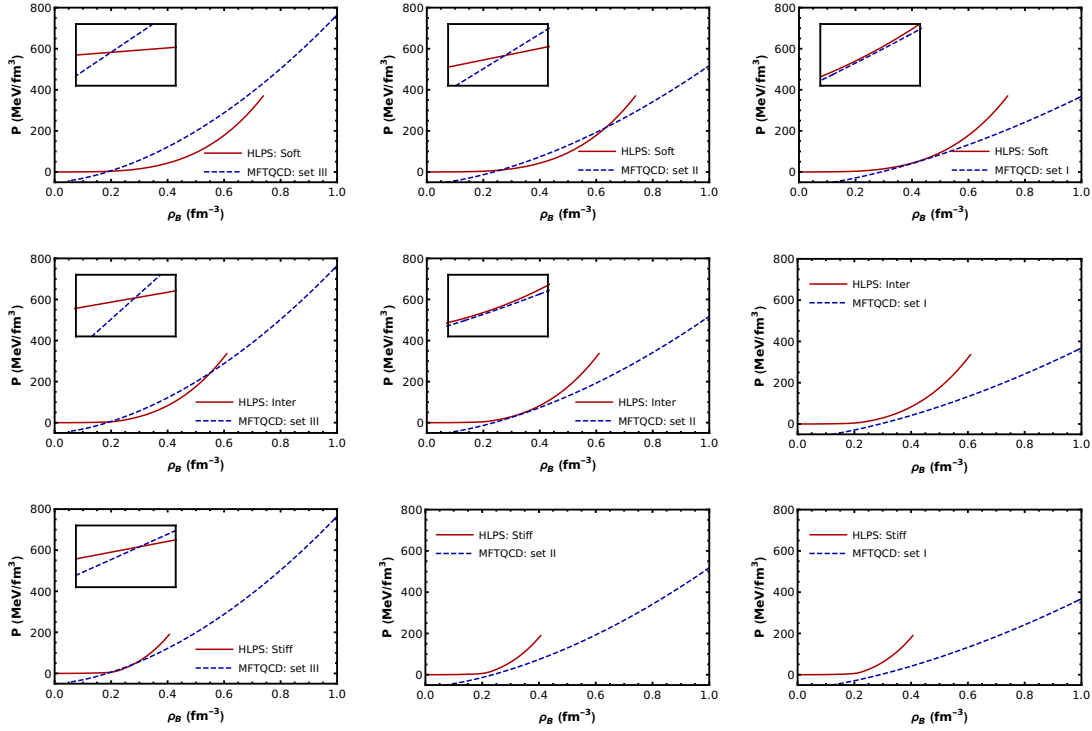 800
600
400
200
0
P (MeV/fm³)
HLPS: Soft
MFTQCD: set III
0.0 0.2 0.4 0.6 0.8 1.0
ρB (fm⁻³)
800
600
400
200
0
P (MeV/fm³)
HLPS: Soft
MFTQCD: set II
0.0 0.2 0.4 0.6 0.8 1.0
ρB (fm⁻³)
800
600
400
200
0
P (MeV/fm³)
HLPS: Soft
MFTQCD: set I
0.0 0.2 0.4 0.6 0.8 1.0
ρB (fm⁻³)
800
600
400
200
0
P (MeV/fm³)
HLPS: Inter
MFTQCD: set III
0.0 0.2 0.4 0.6 0.8 1.0
ρB (fm⁻³)
800
600
400
200
0
P (MeV/fm³)
HLPS: Inter
MFTQCD: set II
0.0 0.2 0.4 0.6 0.8 1.0
ρB (fm⁻³)
800
600
400
200
0
P (MeV/fm³)
HLPS: Inter
MFTQCD: set I
0.0 0.2 0.4 0.6 0.8 1.0
ρB (fm⁻³)
800
600
400
200
0
P (MeV/fm³)
HLPS: Stiff
MFTQCD: set III
0.0 0.2 0.4 0.6 0.8 1.0
ρB (fm⁻³)
800
600
400
200
0
P (MeV/fm³)
HLPS: Stiff
MFTQCD: set II
0.0 0.2 0.4 0.6 0.8 1.0
ρB (fm⁻³)
800
600
400
200
0
P (MeV/fm³)
HLPS: Stiff
MFTQCD: set I
0.0 0.2 0.4 0.6 0.8 1.0
ρB (fm⁻³)